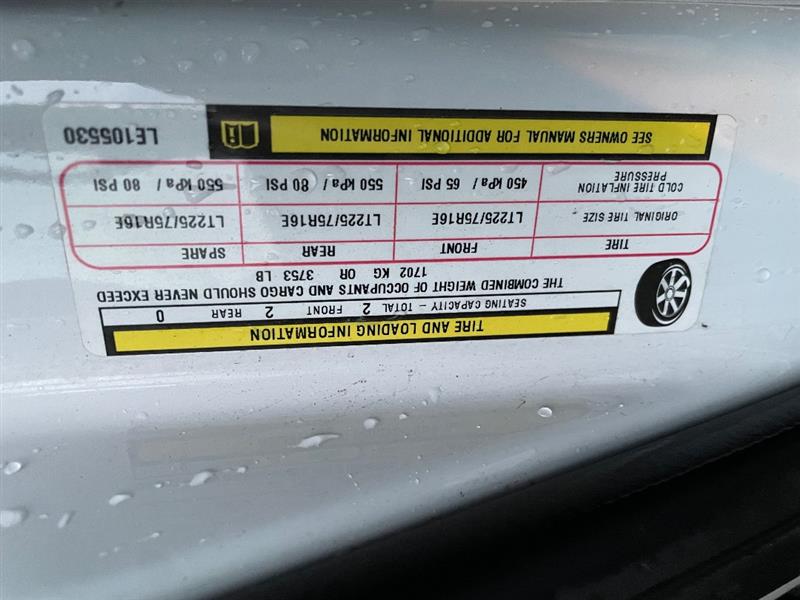 TIRE AND LOADING INFORMATION
SEATING CAPACITY - TOTAL 2 FRONT 2 REAR 0
THE COMBINED WEIGHT OF OCCUPANTS AND CARGO SHOULD NEVER EXCEED
1702 KG OR 3753 LB
TIRE FRONT REAR SPARE
ORIGINAL TIRE SIZE LT225/75R16E LT225/75R16E LT225/75R16E
COLD TIRE INFLATION PRESSURE 450 kPa / 65 PSI 550 kPa / 80 PSI 550 kPa / 80 PSI
SEE OWNERS MANUAL FOR ADDITIONAL INFORMATION
LE105530